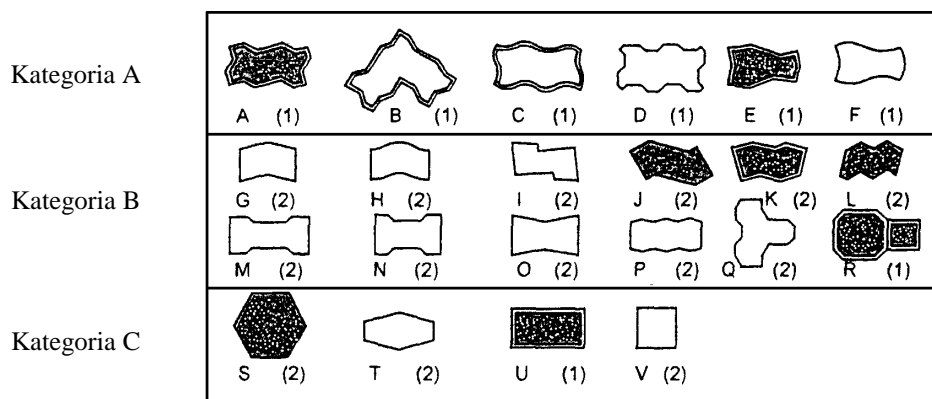 Kategoria A
A (1) B (1) C (1) D (1) E (1) F (1)
Kategoria B
G (2) H (2) I (2) J (2) K (2) L (2)
M (2) N (2) O (2) P (2) Q (2) R (1)
Kategoria C
S (2) T (2) U (1) V (2)